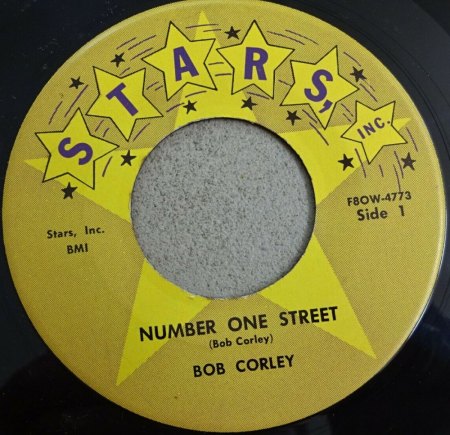 STARS, INC.
Stars, Inc.
BMI
F8OW-4773
Side 1
NUMBER ONE STREET
(Bob Corley)
BOB CORLEY